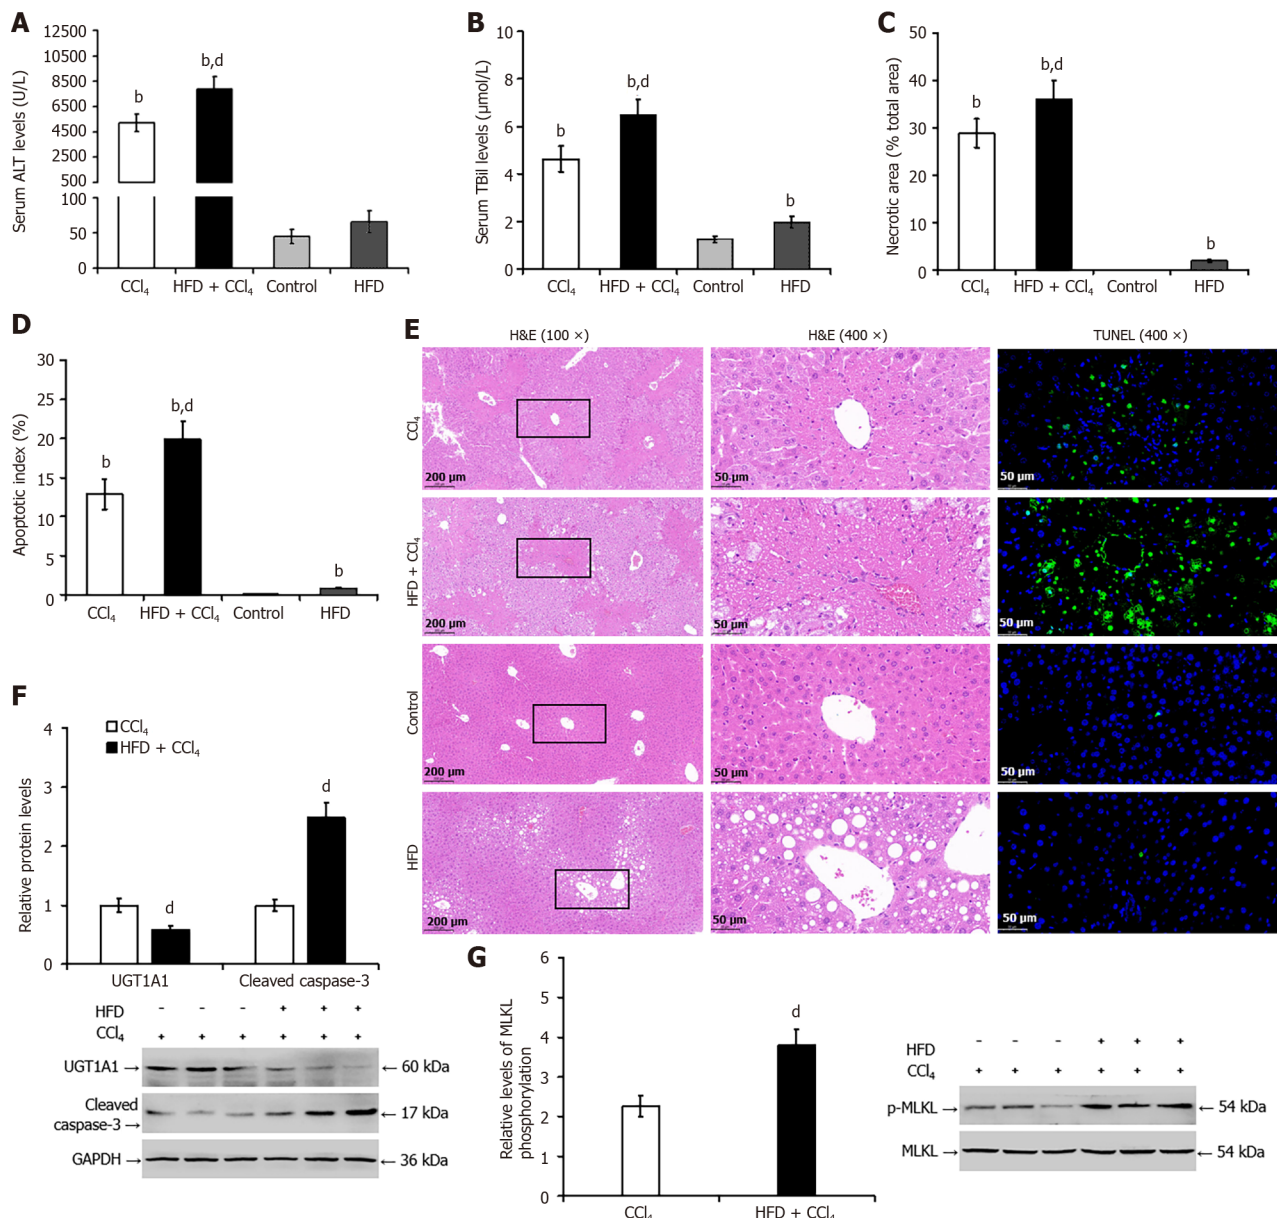 A
Serum ALT levels (U/L)
12500
10500
8500
6500
4500
2500
500
100
50
0
b
b,d
CCl₄
HFD + CCl₄
Control
HFD
B
Serum TBil levels (μmol/L)
10
8
6
4
2
0
b
b,d
b
CCl₄
HFD + CCl₄
Control
HFD
C
Necrotic area (% total area)
50
40
30
20
10
0
b
b,d
b
CCl₄
HFD + CCl₄
Control
HFD
D
Apoptotic index (%)
30
25
20
15
10
5
0
b
b,d
b
CCl₄
HFD + CCl₄
Control
HFD
E
H&E (100 ×)
H&E (400 ×)
TUNEL (400 ×)
CCl₄
200 μm
50 μm
50 μm
HFD + CCl₄
200 μm
50 μm
50 μm
Control
200 μm
50 μm
50 μm
HFD
200 μm
50 μm
50 μm
F
Relative protein levels
4
3
2
1
0
CCl₄
HFD + CCl₄
d
d
UGT1A1
Cleaved caspase-3
HFD - - - + + +
CCl₄ + + + + + +
UGT1A1 → ← 60 kDa
Cleaved
caspase-3 → ← 17 kDa
GAPDH → ← 36 kDa
G
Relative levels of MLKL
phosphorylation
6
5
4
3
2
1
0
d
CCl₄
HFD + CCl₄
HFD - - - + + +
CCl₄ + + + + + +
p-MLKL → ← 54 kDa
MLKL → ← 54 kDa